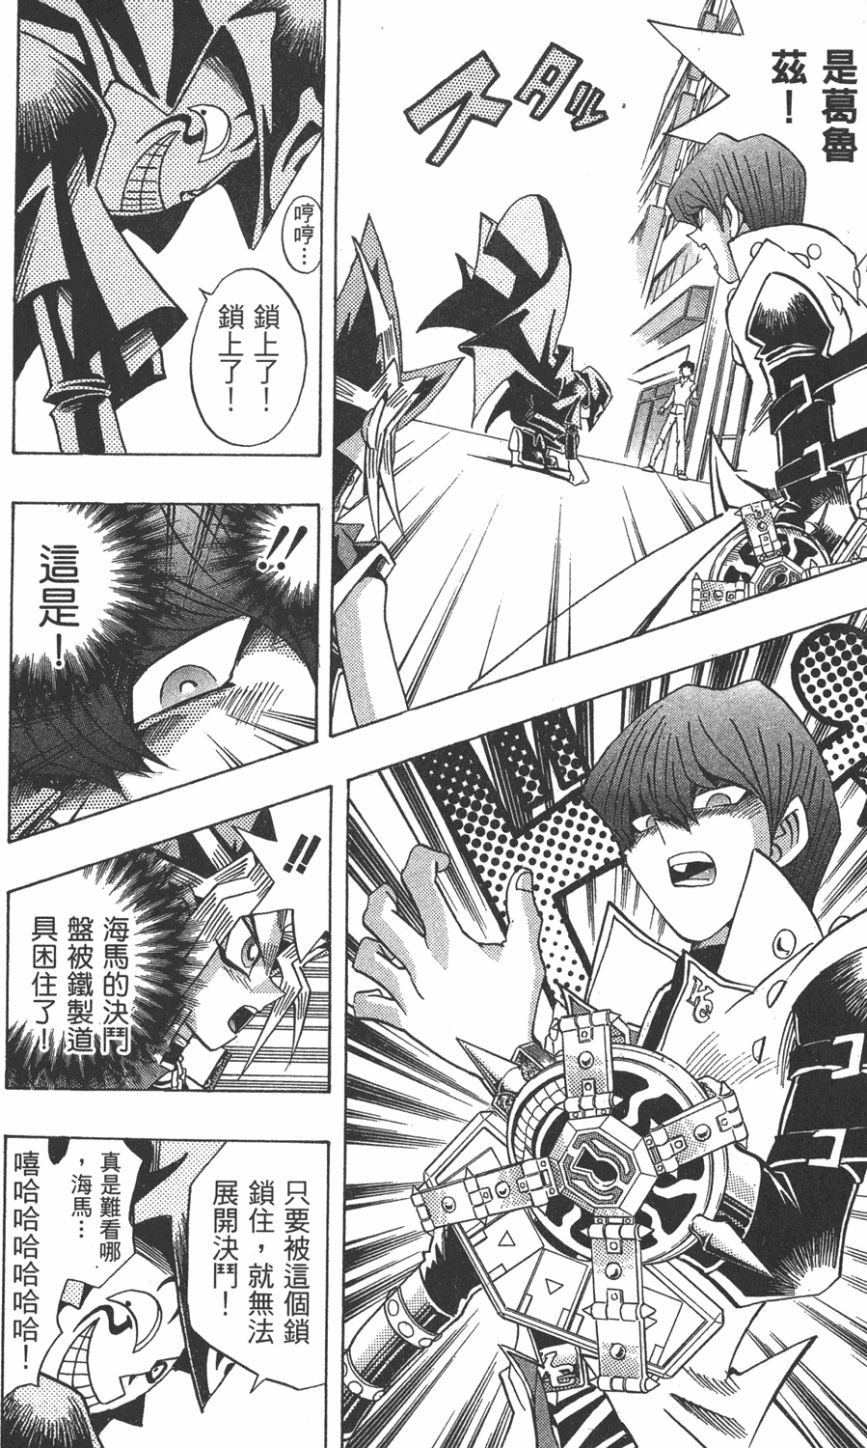 是葛魯
茲！
スタッ
KC
KC
哼哼…
鎖上了！
鎖上了！
!!
這是！
!!
海馬的決鬥
盤被鐵製道
具困住了！
只要被這個鎖
鎖住，就無法
展開決鬥！
真是難看哪
，海馬…
嘻哈哈哈哈哈哈！